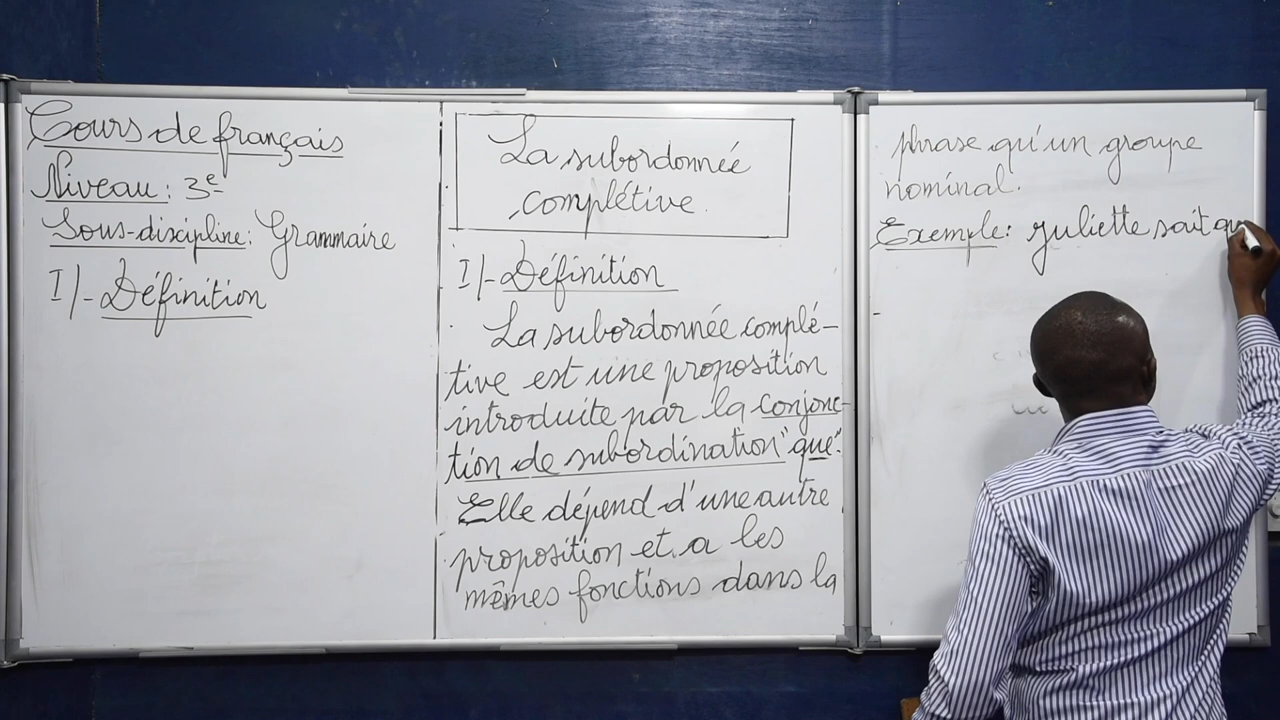 Cours de français
Niveau: 3e
Sous-discipline: Grammaire
I/- Définition
La subordonnée
complétive.
I/- Définition
La subordonnée complé-
tive est une proposition
introduite par la conjonc-
tion de subordination "que".
Elle dépend d'une autre
proposition et a les
mêmes fonctions dans la
phrase qu'un groupe
nominal.
Exemple: Juliette sait qu